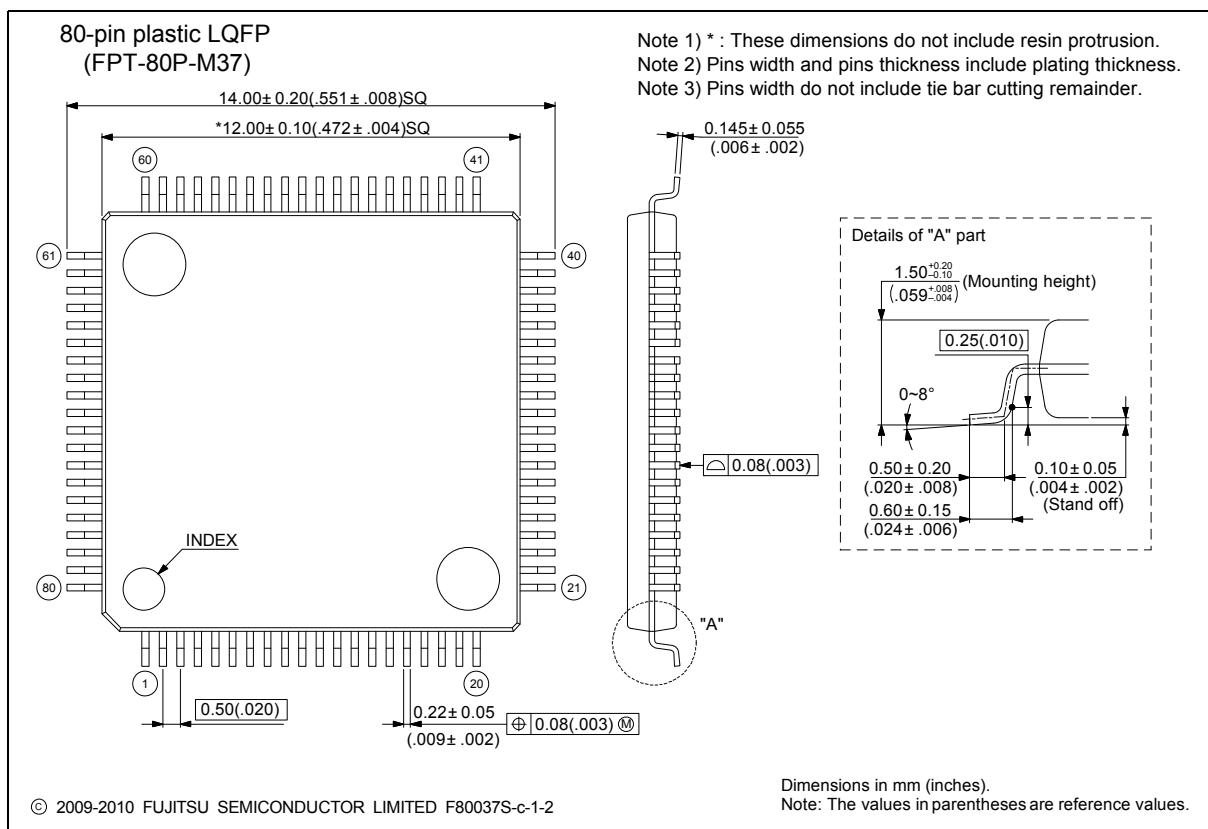 80-pin plastic LQFP
(FPT-80P-M37)
Note 1) * : These dimensions do not include resin protrusion.
Note 2) Pins width and pins thickness include plating thickness.
Note 3) Pins width do not include tie bar cutting remainder.
14.00± 0.20(.551± .008)SQ
*12.00± 0.10(.472± .004)SQ
60
41
61
40
80
21
1
20
INDEX
0.50(.020)
0.22± 0.05
(.009± .002)
⌖ 0.08(.003) Ⓜ
0.145± 0.055
(.006± .002)
⌓ 0.08(.003)
"A"
Details of "A" part
1.50 +0.20 –0.10 (Mounting height)
(.059 +.008 –.004)
0.25(.010)
0~8°
0.50± 0.20
(.020± .008)
0.60± 0.15
(.024± .006)
0.10± 0.05
(.004± .002)
(Stand off)
© 2009-2010 FUJITSU SEMICONDUCTOR LIMITED F80037S-c-1-2
Dimensions in mm (inches).
Note: The values in parentheses are reference values.